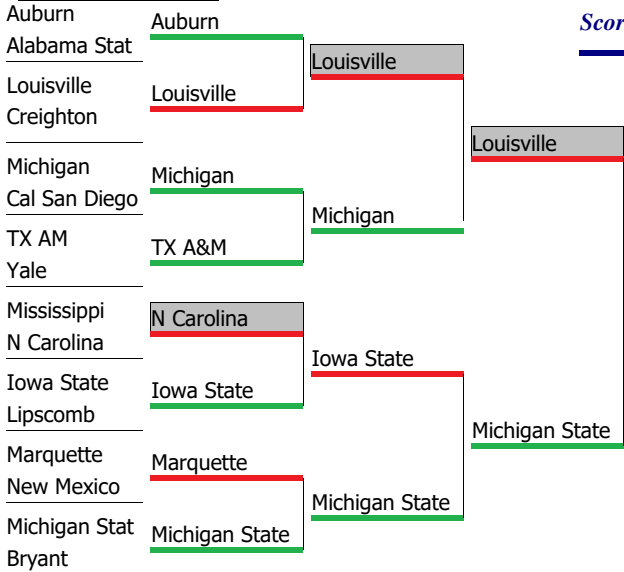 Auburn
Alabama Stat
Louisville
Creighton
Michigan
Cal San Diego
TX AM
Yale
Mississippi
N Carolina
Iowa State
Lipscomb
Marquette
New Mexico
Michigan Stat
Bryant
Auburn
Louisville
Michigan
TX A&M
N Carolina
Iowa State
Marquette
Michigan State
Louisville
Michigan
Iowa State
Michigan State
Louisville
Michigan State
Scor